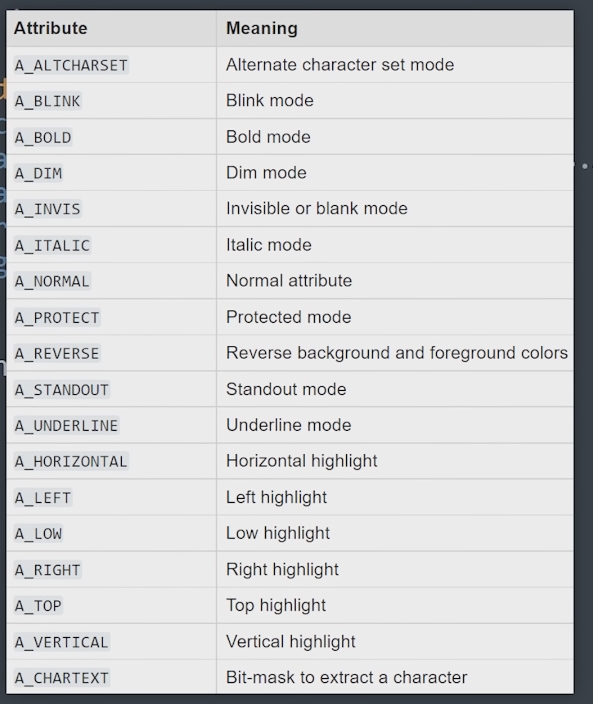 Attribute Meaning
A_ALTCHARSET Alternate character set mode
A_BLINK Blink mode
A_BOLD Bold mode
A_DIM Dim mode
A_INVIS Invisible or blank mode
A_ITALIC Italic mode
A_NORMAL Normal attribute
A_PROTECT Protected mode
A_REVERSE Reverse background and foreground colors
A_STANDOUT Standout mode
A_UNDERLINE Underline mode
A_HORIZONTAL Horizontal highlight
A_LEFT Left highlight
A_LOW Low highlight
A_RIGHT Right highlight
A_TOP Top highlight
A_VERTICAL Vertical highlight
A_CHARTEXT Bit-mask to extract a character